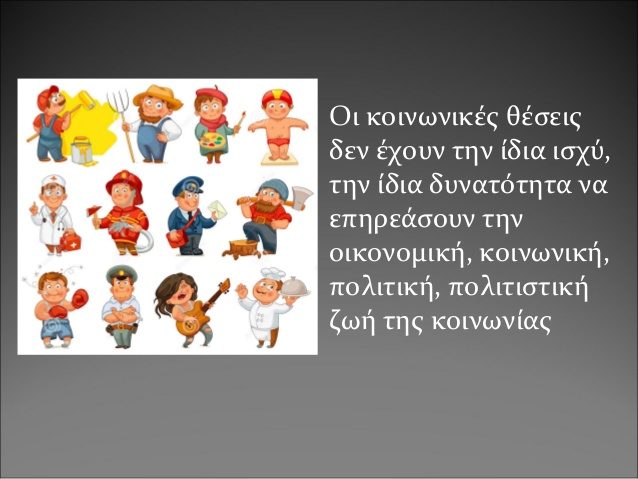 Οι κοινωνικές θέσεις
δεν έχουν την ίδια ισχύ,
την ίδια δυνατότητα να
επηρεάσουν την
οικονομική, κοινωνική,
πολιτική, πολιτιστική
ζωή της κοινωνίας